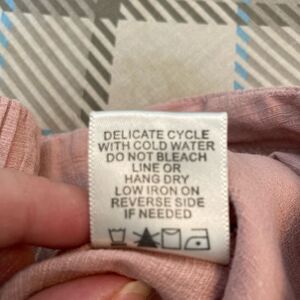 DELICATE CYCLE
WITH COLD WATER
DO NOT BLEACH
LINE OR
HANG DRY
LOW IRON ON
REVERSE SIDE
IF NEEDED